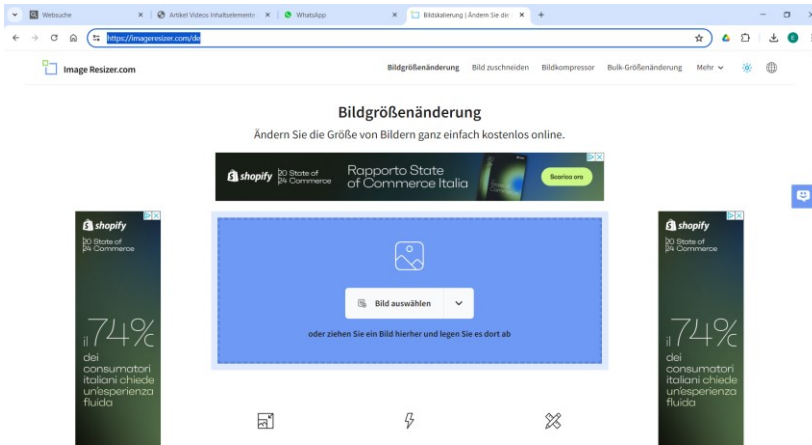 Websuche
Artikel Videos Inhaltselemente
WhatsApp
Bildskalierung | Ändern Sie die
https://imageresizer.com/de
Image Resizer.com
Bildgrößenänderung
Bild zuschneiden
Bildkompressor
Bulk-Größenänderung
Mehr
Bildgrößenänderung
Ändern Sie die Größe von Bildern ganz einfach kostenlos online.
shopify
20 State of
24 Commerce
Rapporto State
of Commerce Italia
Scarica ora
shopify
20 State of
24 Commerce
il 74%
dei
consumatori
italiani chiede
un'esperienza
fluida
Bild auswählen
oder ziehen Sie ein Bild hierher und legen Sie es dort ab
shopify
20 State of
24 Commerce
il 74%
dei
consumatori
italiani chiede
un'esperienza
fluida